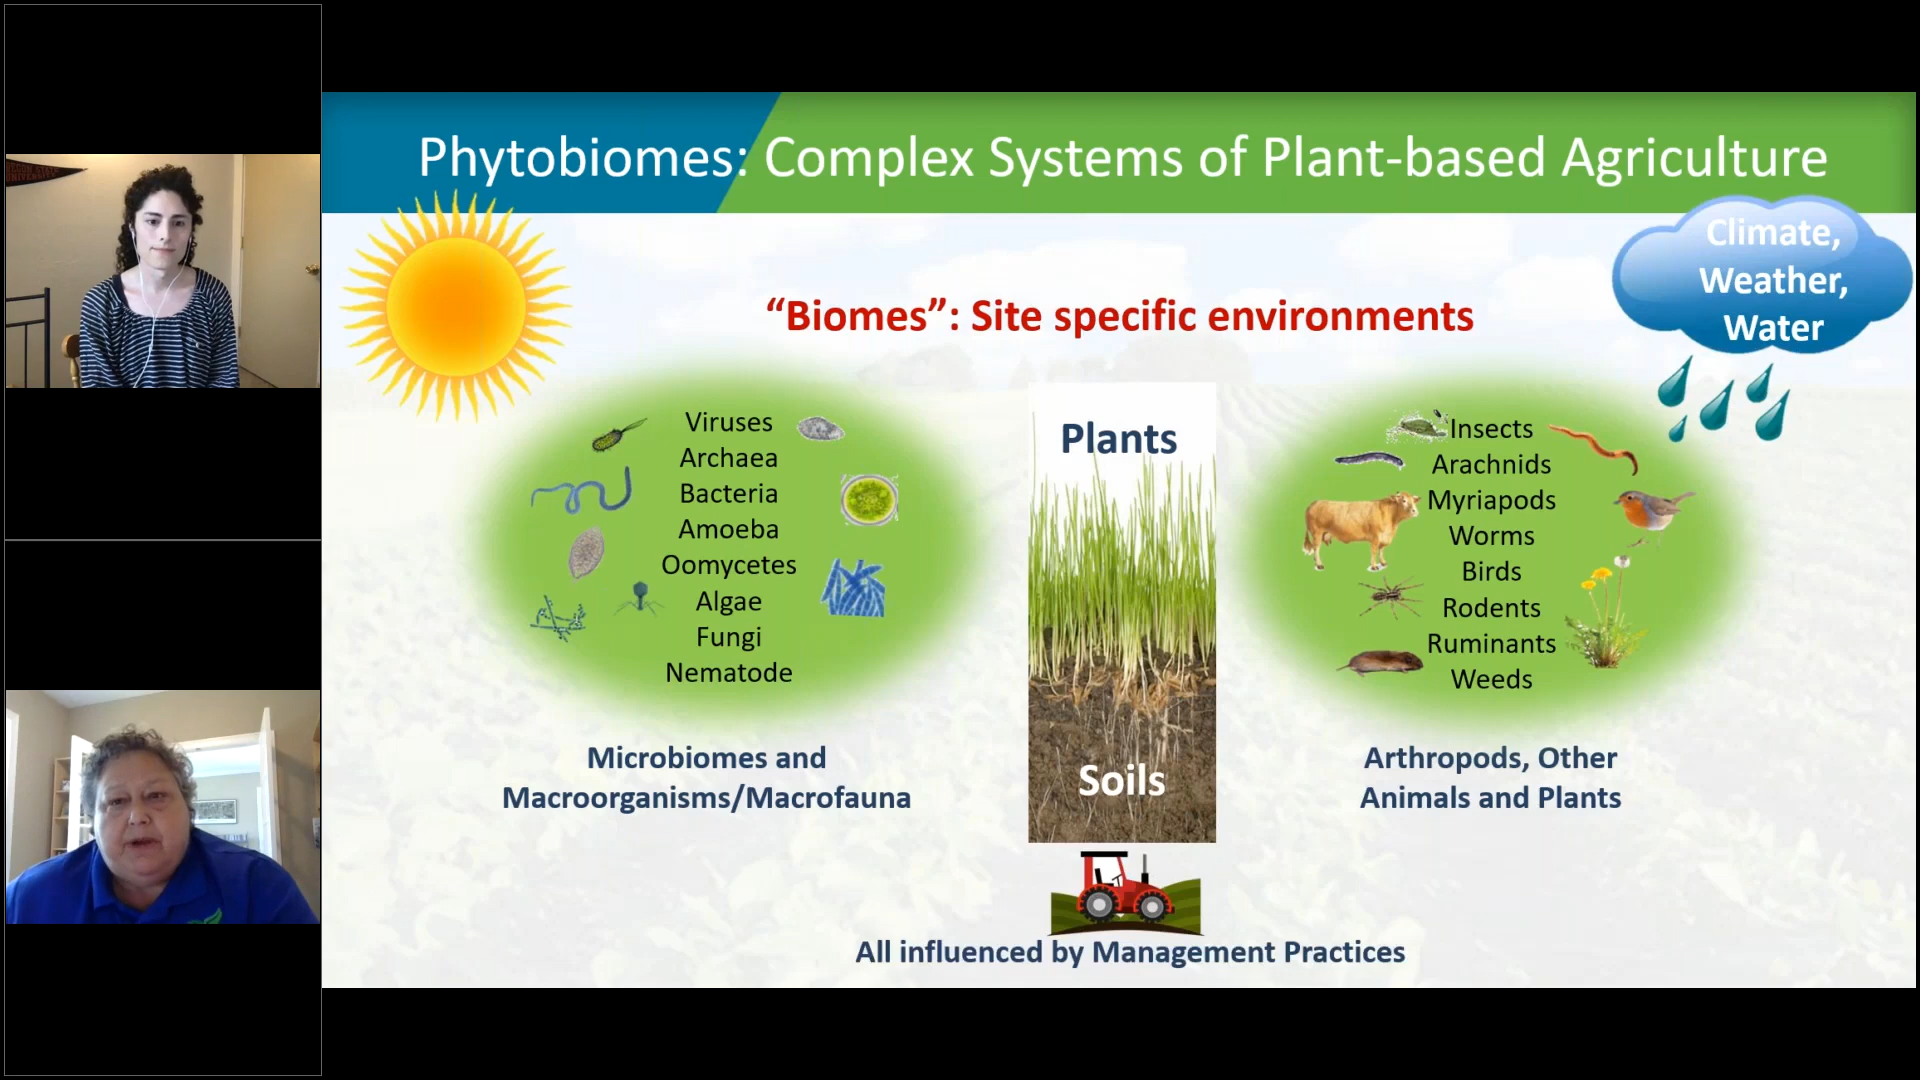 Phytobiomes: Complex Systems of Plant-based Agriculture
Climate,
Weather,
Water
“Biomes”: Site specific environments
Viruses
Archaea
Bacteria
Amoeba
Oomycetes
Algae
Fungi
Nematode
Microbiomes and
Macroorganisms/Macrofauna
Plants
Soils
Insects
Arachnids
Myriapods
Worms
Birds
Rodents
Ruminants
Weeds
Arthropods, Other
Animals and Plants
All influenced by Management Practices